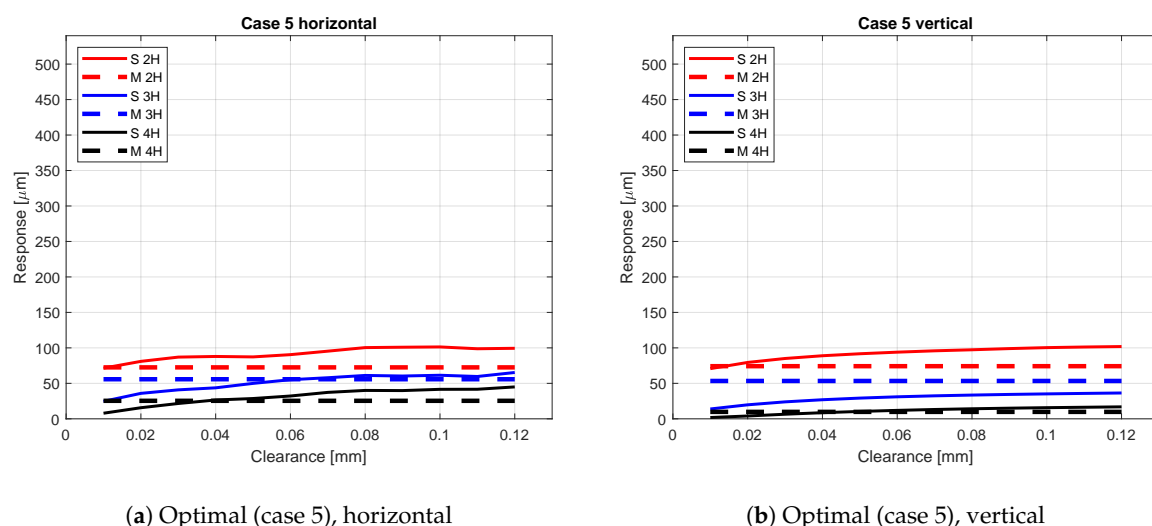 Case 5 horizontal
500
450
400
350
300
250
200
150
100
50
0
Response [μm]
S 2H
M 2H
S 3H
M 3H
S 4H
M 4H
0 0.02 0.04 0.06 0.08 0.1 0.12
Clearance [mm]
(a) Optimal (case 5), horizontal
Case 5 vertical
500
450
400
350
300
250
200
150
100
50
0
Response [μm]
S 2H
M 2H
S 3H
M 3H
S 4H
M 4H
0 0.02 0.04 0.06 0.08 0.1 0.12
Clearance [mm]
(b) Optimal (case 5), vertical